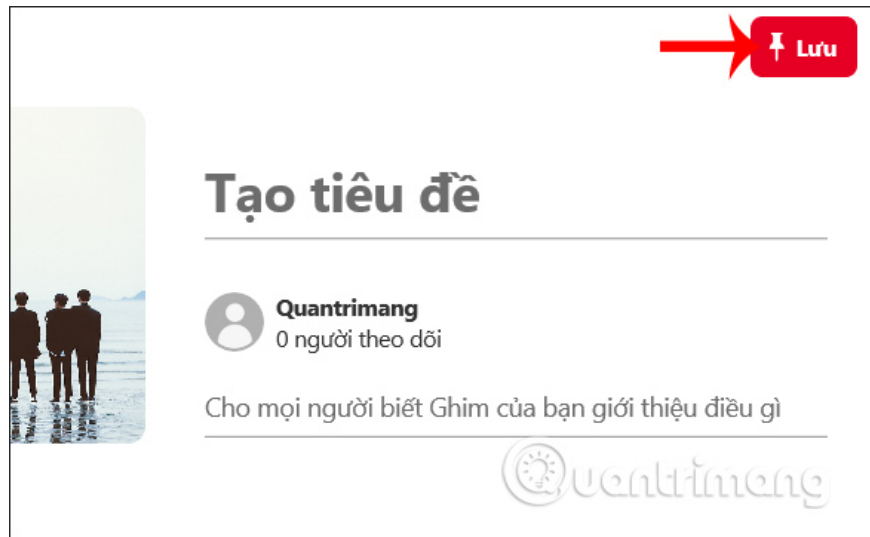 Lưu
Tạo tiêu đề
Quantrimang
0 người theo dõi
Cho mọi người biết Ghim của bạn giới thiệu điều gì
Quantrimang